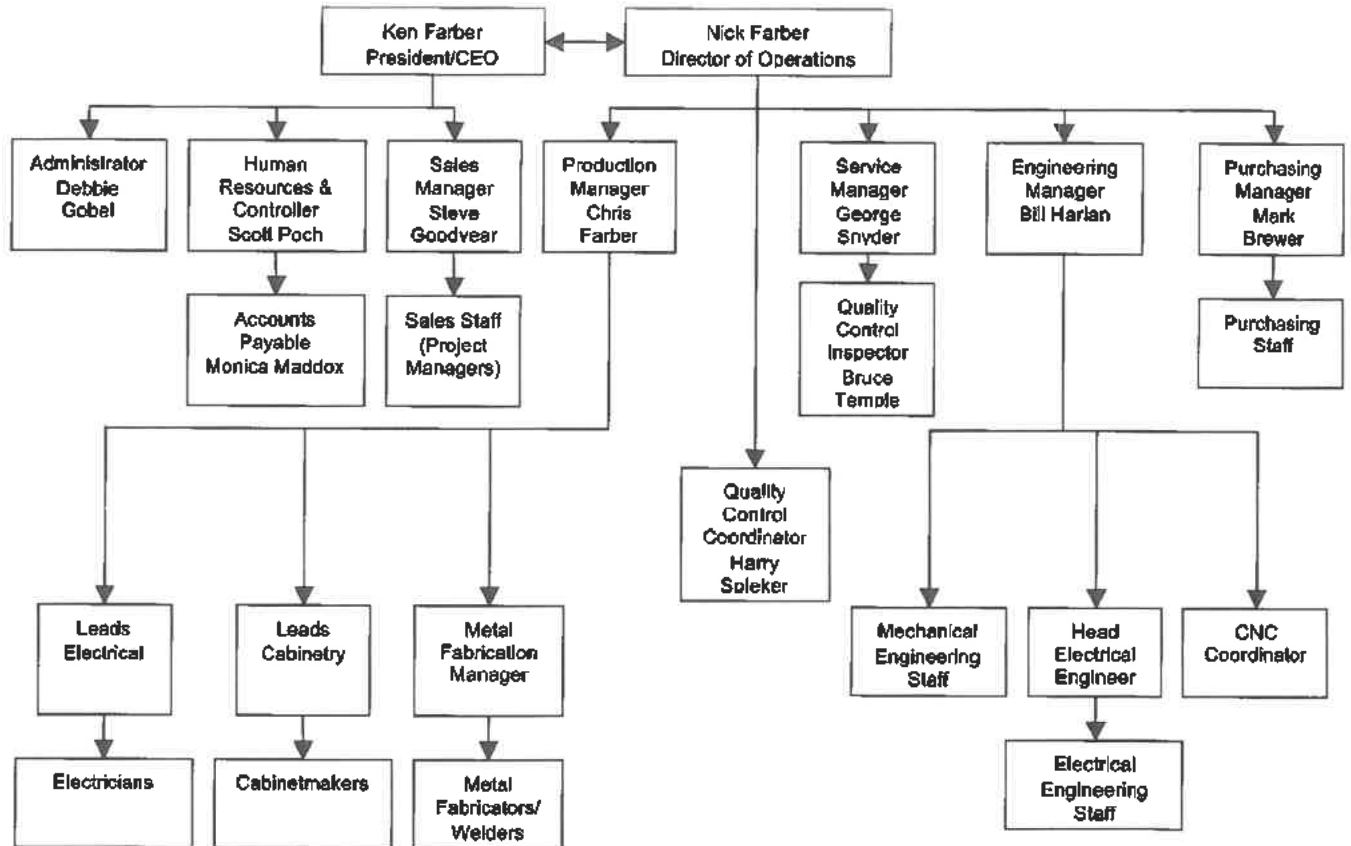 Ken Farber
President/CEO
Nick Farber
Director of Operations
Administrator
Debbie
Gobel
Human
Resources &
Controller
Scott Poch
Sales
Manager
Steve
Goodyear
Production
Manager
Chris
Farber
Service
Manager
George
Snyder
Engineering
Manager
Bill Harlan
Purchasing
Manager
Mark
Brewer
Accounts
Payable
Monica Maddox
Sales Staff
(Project
Managers)
Quality
Control
Inspector
Bruce
Temple
Purchasing
Staff
Quality
Control
Coordinator
Harry
Spieker
Leads
Electrical
Leads
Cabinetry
Metal
Fabrication
Manager
Mechanical
Engineering
Staff
Head
Electrical
Engineer
CNC
Coordinator
Electricians
Cabinetmakers
Metal
Fabricators/
Welders
Electrical
Engineering
Staff